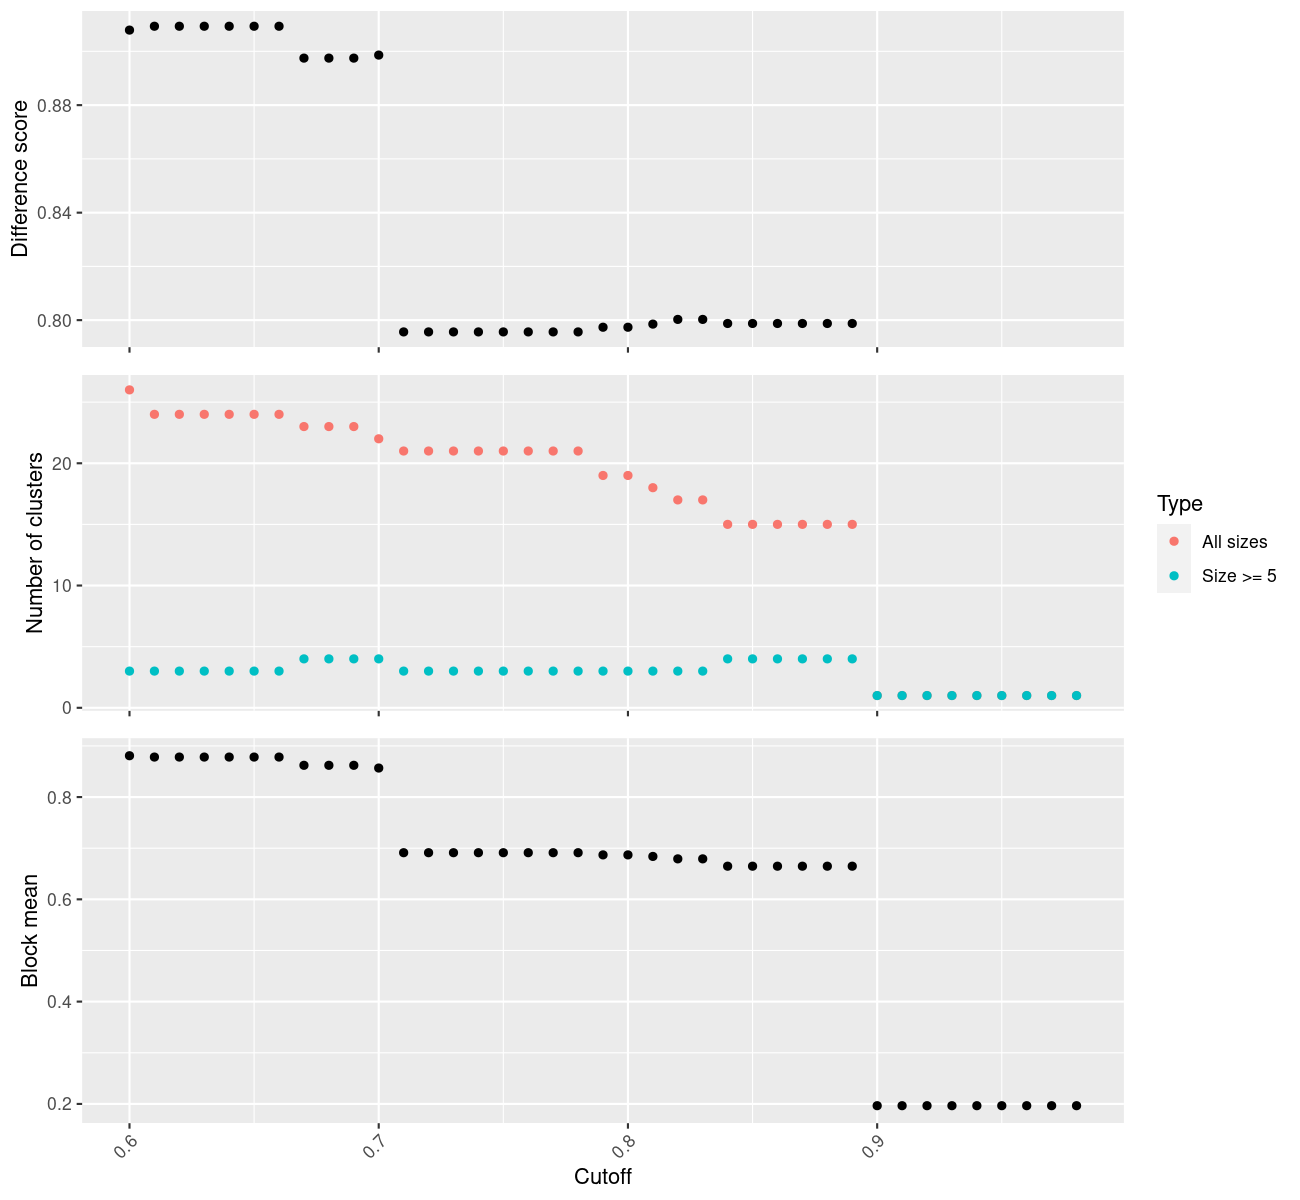 Difference score
0.88
0.84
0.80
Number of clusters
20
10
0
Type
All sizes
Size >= 5
Block mean
0.8
0.6
0.4
0.2
0.6 0.7 0.8 0.9
Cutoff